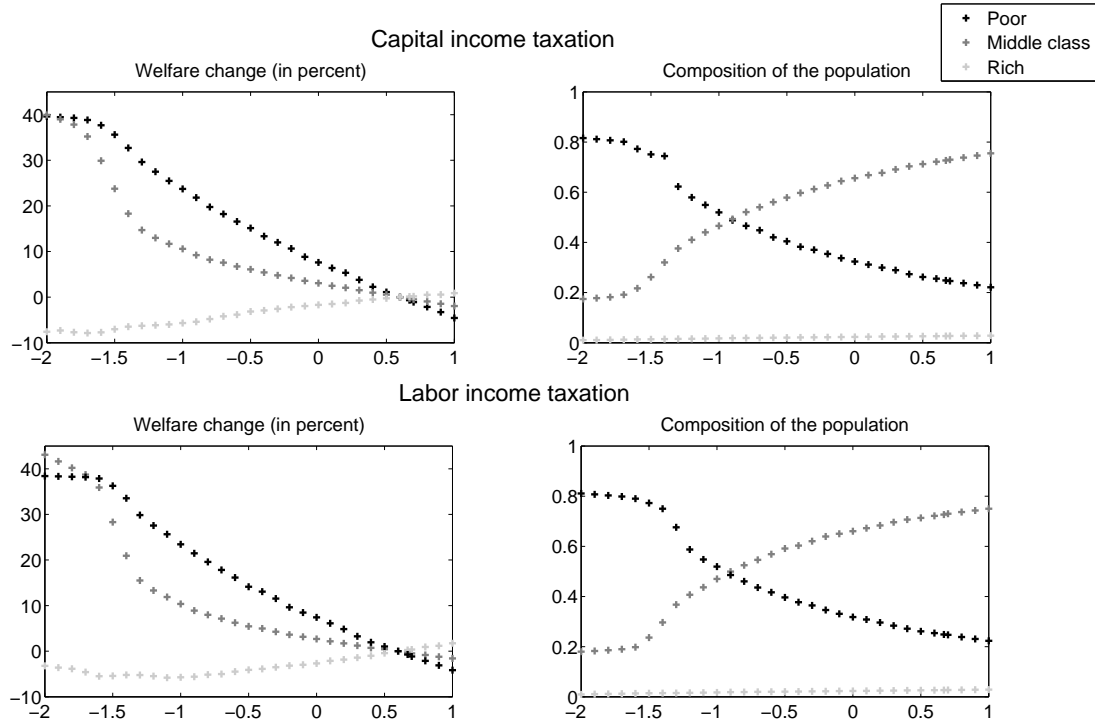 Poor
Middle class
Rich
Capital income taxation
Welfare change (in percent)
Composition of the population
40
30
20
10
0
−10
−2 −1.5 −1 −0.5 0 0.5 1
1
0.8
0.6
0.4
0.2
0
−2 −1.5 −1 −0.5 0 0.5 1
Labor income taxation
Welfare change (in percent)
Composition of the population
40
30
20
10
0
−10
−2 −1.5 −1 −0.5 0 0.5 1
1
0.8
0.6
0.4
0.2
0
−2 −1.5 −1 −0.5 0 0.5 1